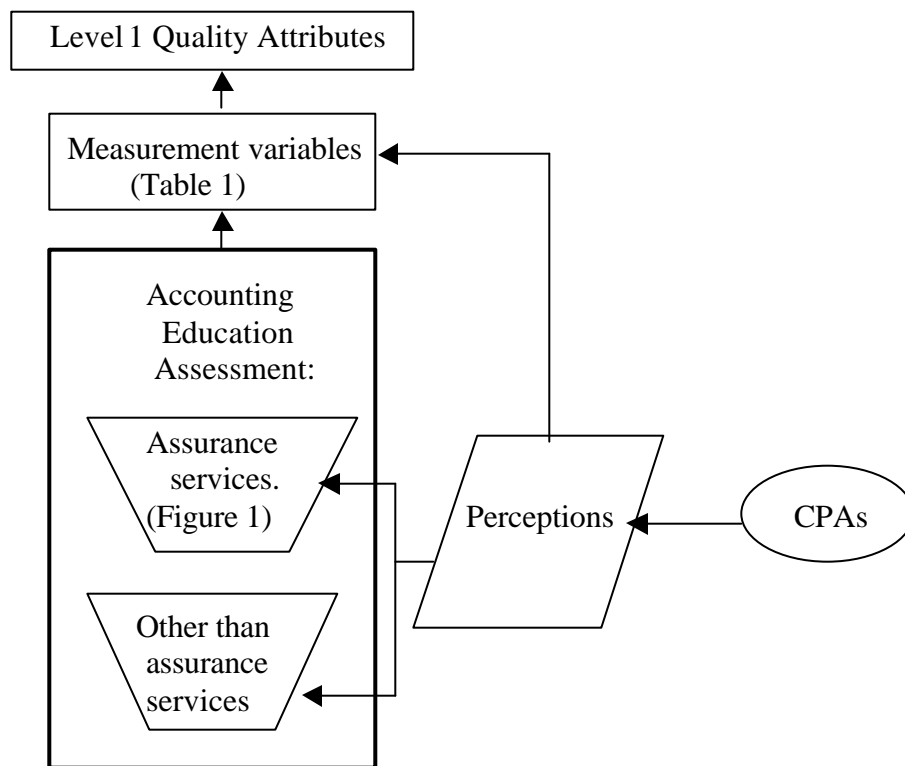 Level 1 Quality Attributes
Measurement variables
(Table 1)
Accounting
Education
Assessment:
Assurance
services.
(Figure 1)
Perceptions
CPAs
Other than
assurance
services